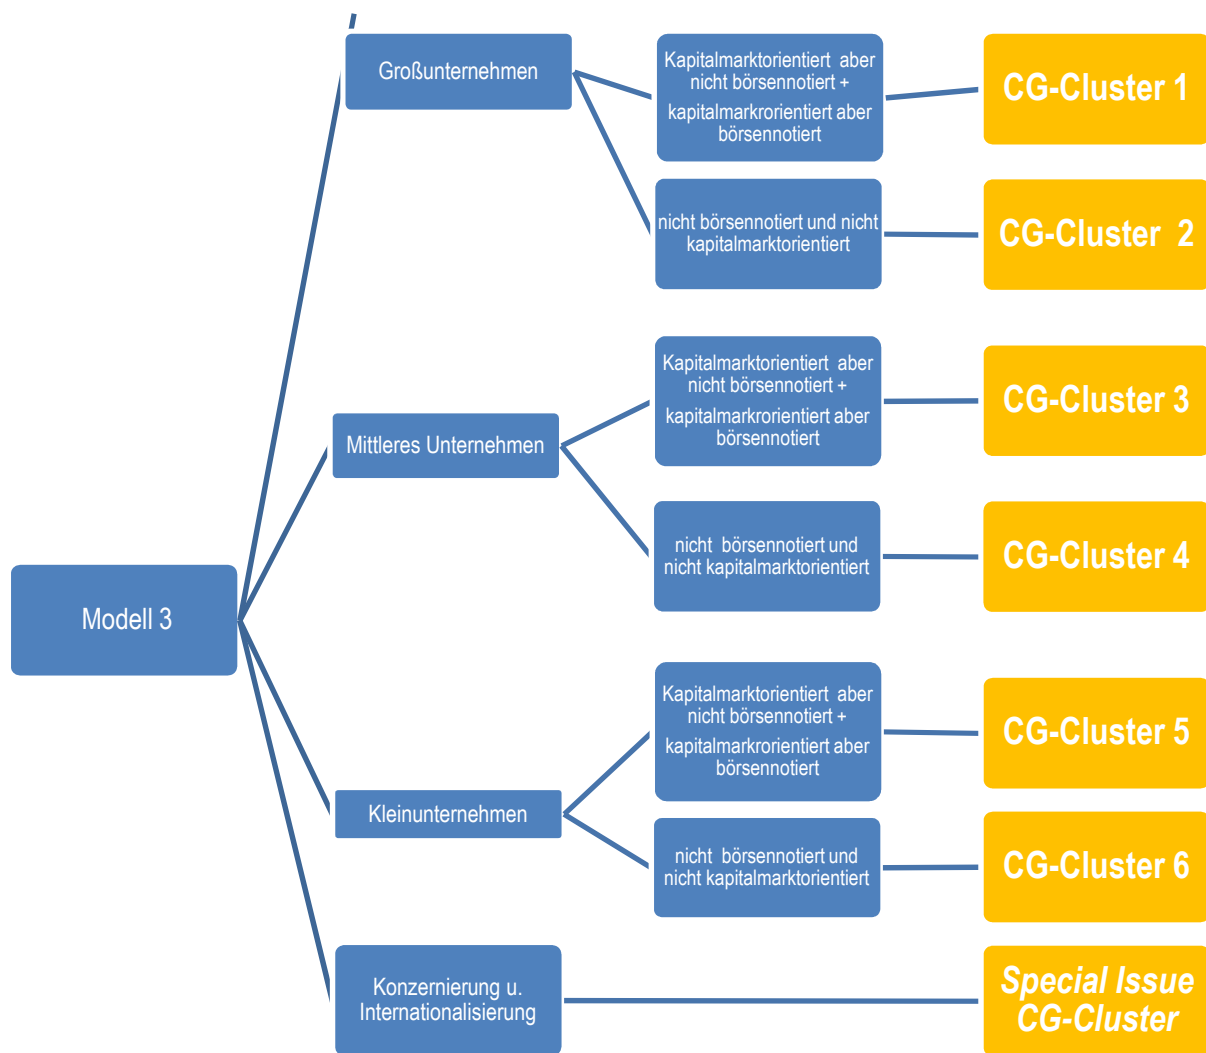 Modell 3
Großunternehmen
Kapitalmarktorientiert aber
nicht börsennotiert +
kapitalmarkrorientiert aber
börsennotiert
CG-Cluster 1
nicht börsennotiert und nicht
kapitalmarktorientiert
CG-Cluster 2
Mittleres Unternehmen
Kapitalmarktorientiert aber
nicht börsennotiert +
kapitalmarkrorientiert aber
börsennotiert
CG-Cluster 3
nicht börsennotiert und
nicht kapitalmarktorientiert
CG-Cluster 4
Kleinunternehmen
Kapitalmarktorientiert aber
nicht börsennotiert +
kapitalmarkrorientiert aber
börsennotiert
CG-Cluster 5
nicht börsennotiert und
nicht kapitalmarktorientiert
CG-Cluster 6
Konzernierung u.
Internationalisierung
Special Issue
CG-Cluster